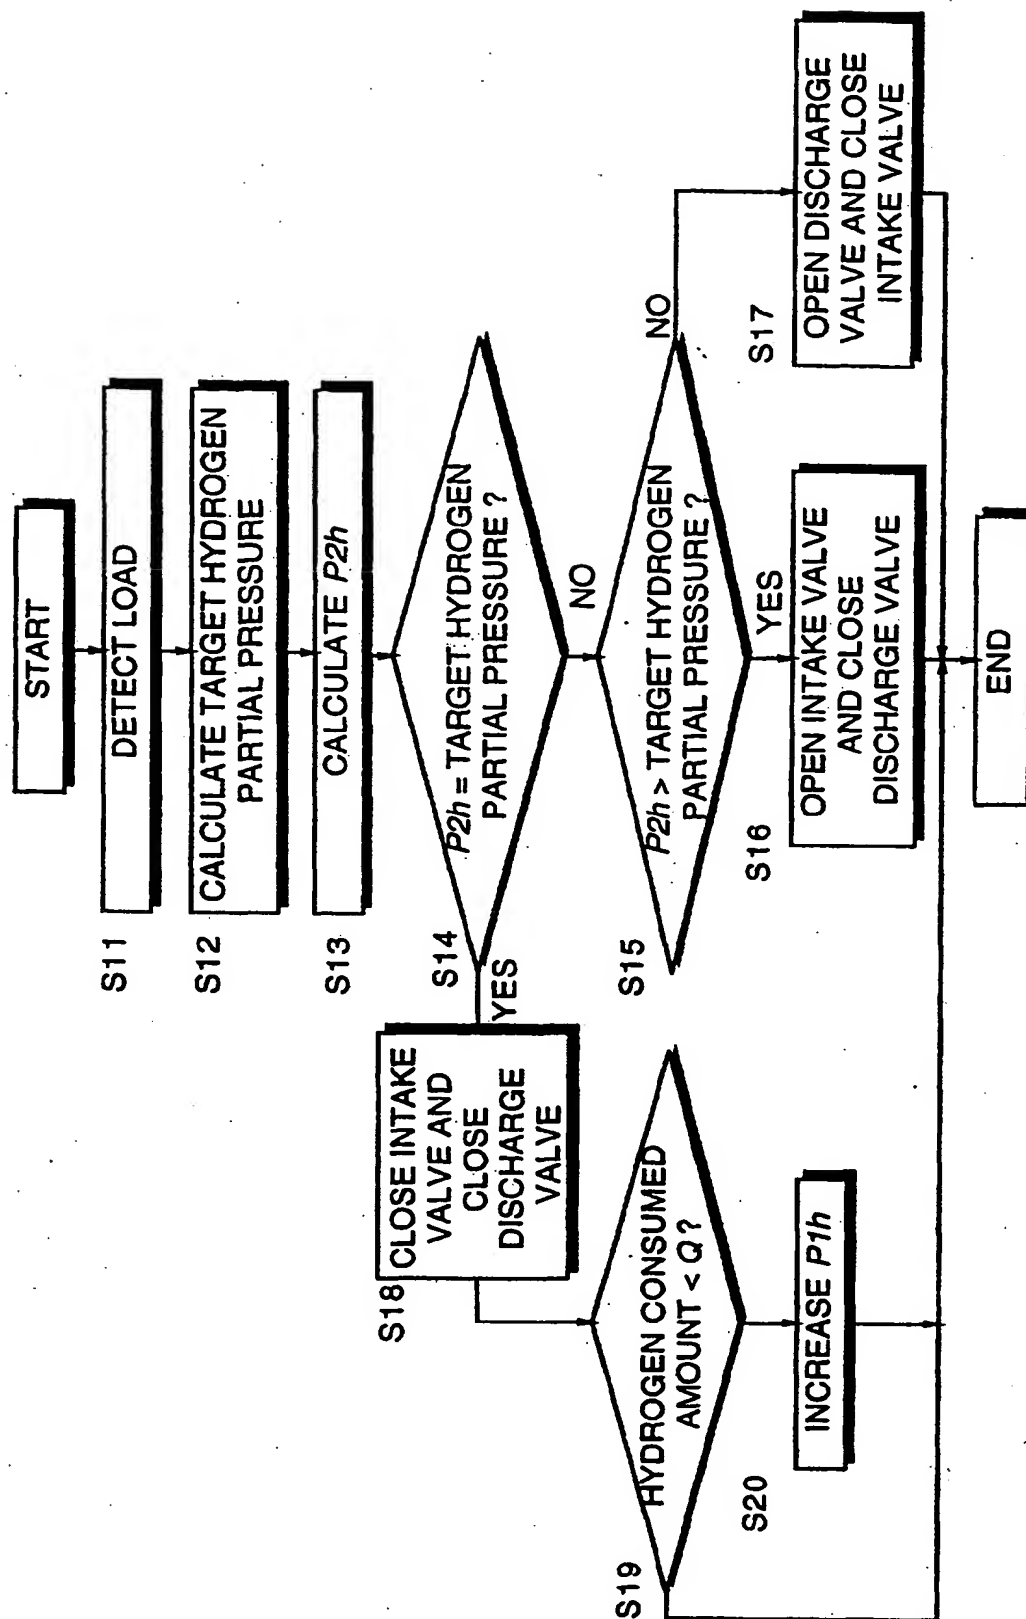 START
S11
DETECT LOAD
S12
CALCULATE TARGET HYDROGEN
PARTIAL PRESSURE
S13
CALCULATE P2h
S14
P2h = TARGET HYDROGEN
PARTIAL PRESSURE ?
YES
NO
S18
CLOSE INTAKE
VALVE AND
CLOSE
DISCHARGE
VALVE
S15
P2h > TARGET HYDROGEN
PARTIAL PRESSURE ?
NO
YES
S19
HYDROGEN CONSUMED
AMOUNT < Q ?
S20
INCREASE P1h
S16
OPEN INTAKE VALVE
AND CLOSE
DISCHARGE VALVE
S17
OPEN DISCHARGE
VALVE AND CLOSE
INTAKE VALVE
END